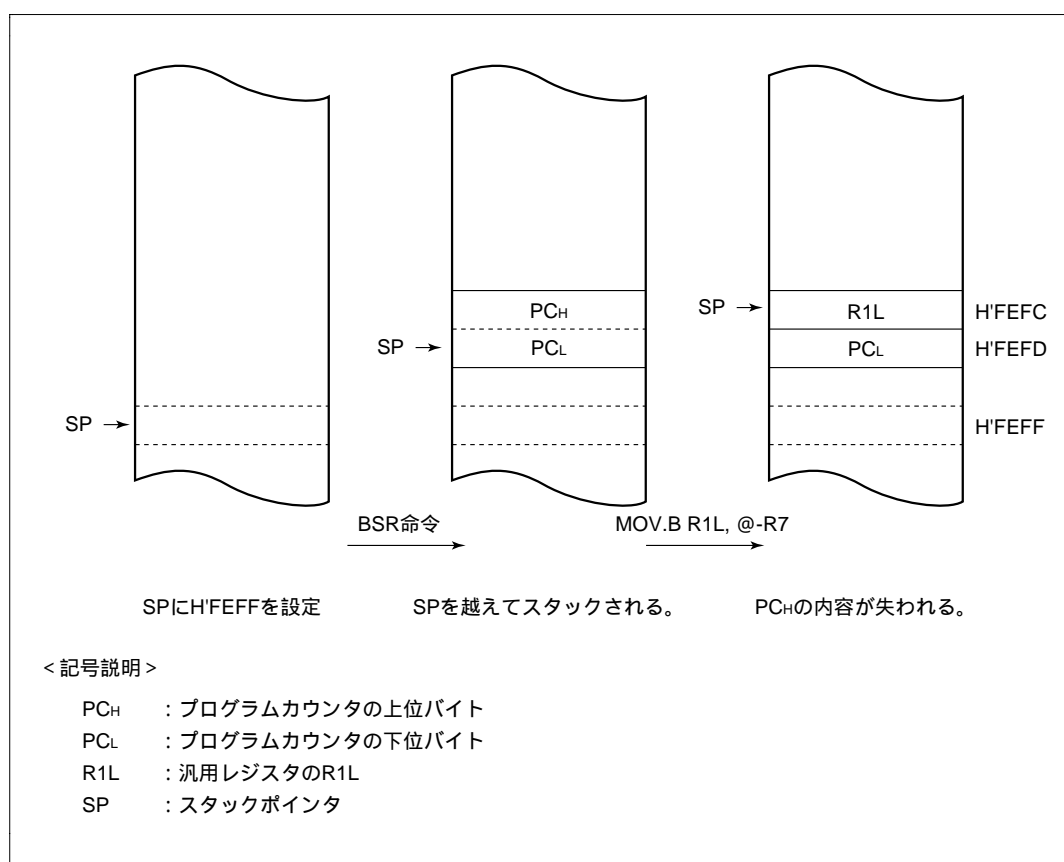 PCH
SP → R1L H'FEFC
SP → PCL PCL H'FEFD
SP → H'FEFF
BSR命令 MOV.B R1L, @-R7
SPにH'FEFFを設定 SPを越えてスタックされる。 PCHの内容が失われる。
<記号説明>
PCH :プログラムカウンタの上位バイト
PCL :プログラムカウンタの下位バイト
R1L :汎用レジスタのR1L
SP :スタックポインタ